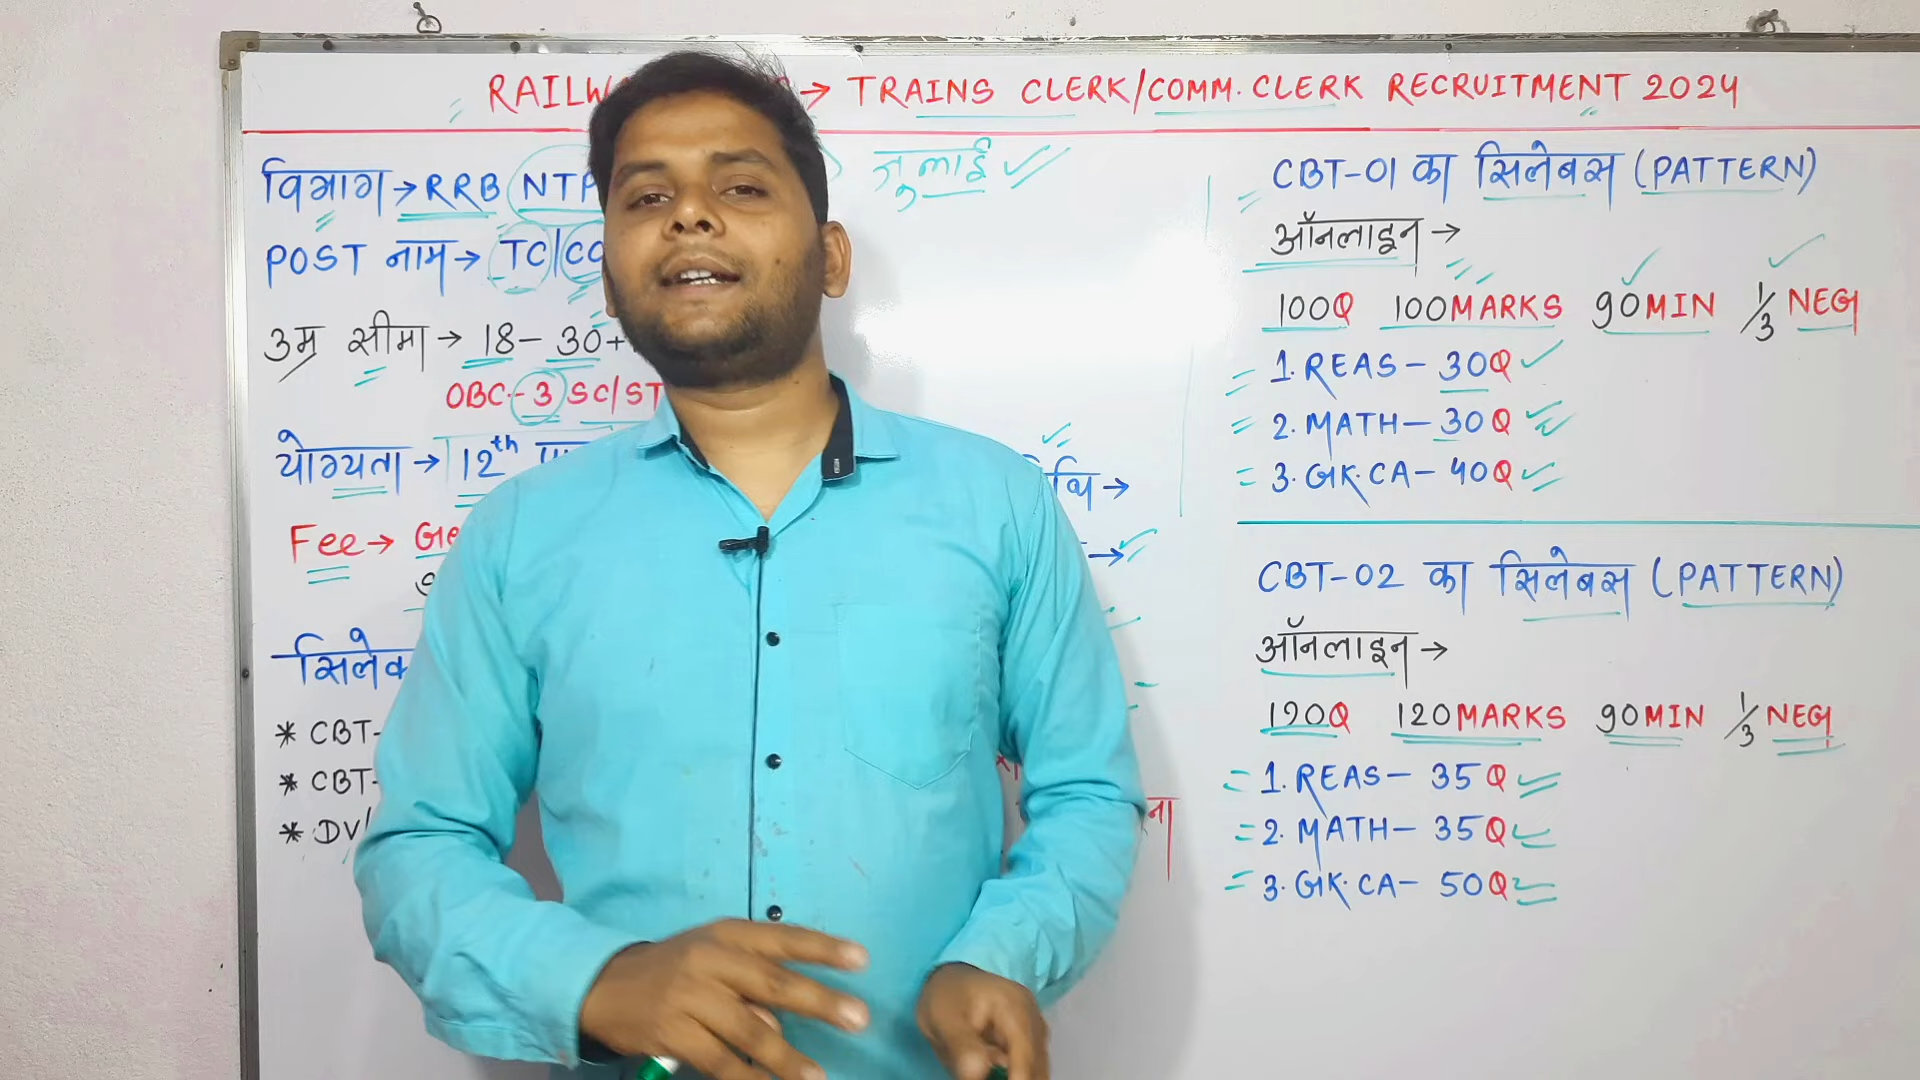 RAILW → TRAINS CLERK/COMM. CLERK RECRUITMENT 2024
विभाग → RRB NTP जुलाई
POST नाम → TC/CC
उम्र सीमा → 18 - 30 +
OBC - 3 SC/ST
योग्यता → 12th
Fee → Ge
सिलेक
* CBT-
* CBT-
* DV/
CBT-01 का सिलेबस (PATTERN)
ऑनलाइन →
100Q 100MARKS 90MIN 1/3 NEG
1. REAS - 30Q
2. MATH - 30Q
3. GK. CA - 40Q
CBT-02 का सिलेबस (PATTERN)
ऑनलाइन →
120Q 120MARKS 90MIN 1/3 NEG
1. REAS - 35Q
2. MATH - 35Q
3. GK. CA - 50Q